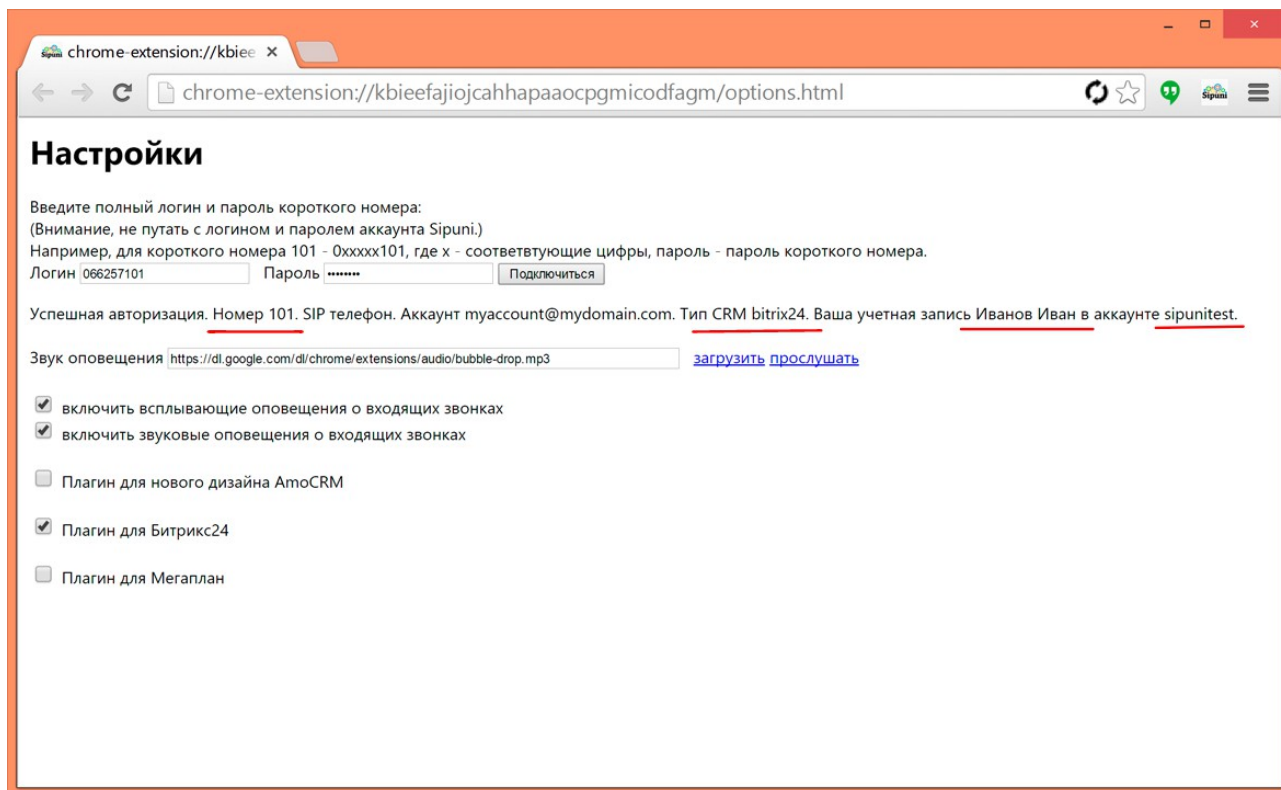 Sipuni chrome-extension://kbiee
chrome-extension://kbieefajiojcahhapaaocpgmicodfagm/options.html Sipuni
Настройки
Введите полный логин и пароль короткого номера:
(Внимание, не путать с логином и паролем аккаунта Sipuni.)
Например, для короткого номера 101 - 0xxxxx101, где x - соответвтующие цифры, пароль - пароль короткого номера.
Логин 066257101 Пароль •••••••• Подключиться
Успешная авторизация. Номер 101. SIP телефон. Аккаунт myaccount@mydomain.com. Тип CRM bitrix24. Ваша учетная запись Иванов Иван в аккаунте sipunitest.
Звук оповещения https://dl.google.com/dl/chrome/extensions/audio/bubble-drop.mp3 загрузить прослушать
включить всплывающие оповещения о входящих звонках
включить звуковые оповещения о входящих звонках
Плагин для нового дизайна AmoCRM
Плагин для Битрикс24
Плагин для Мегаплан